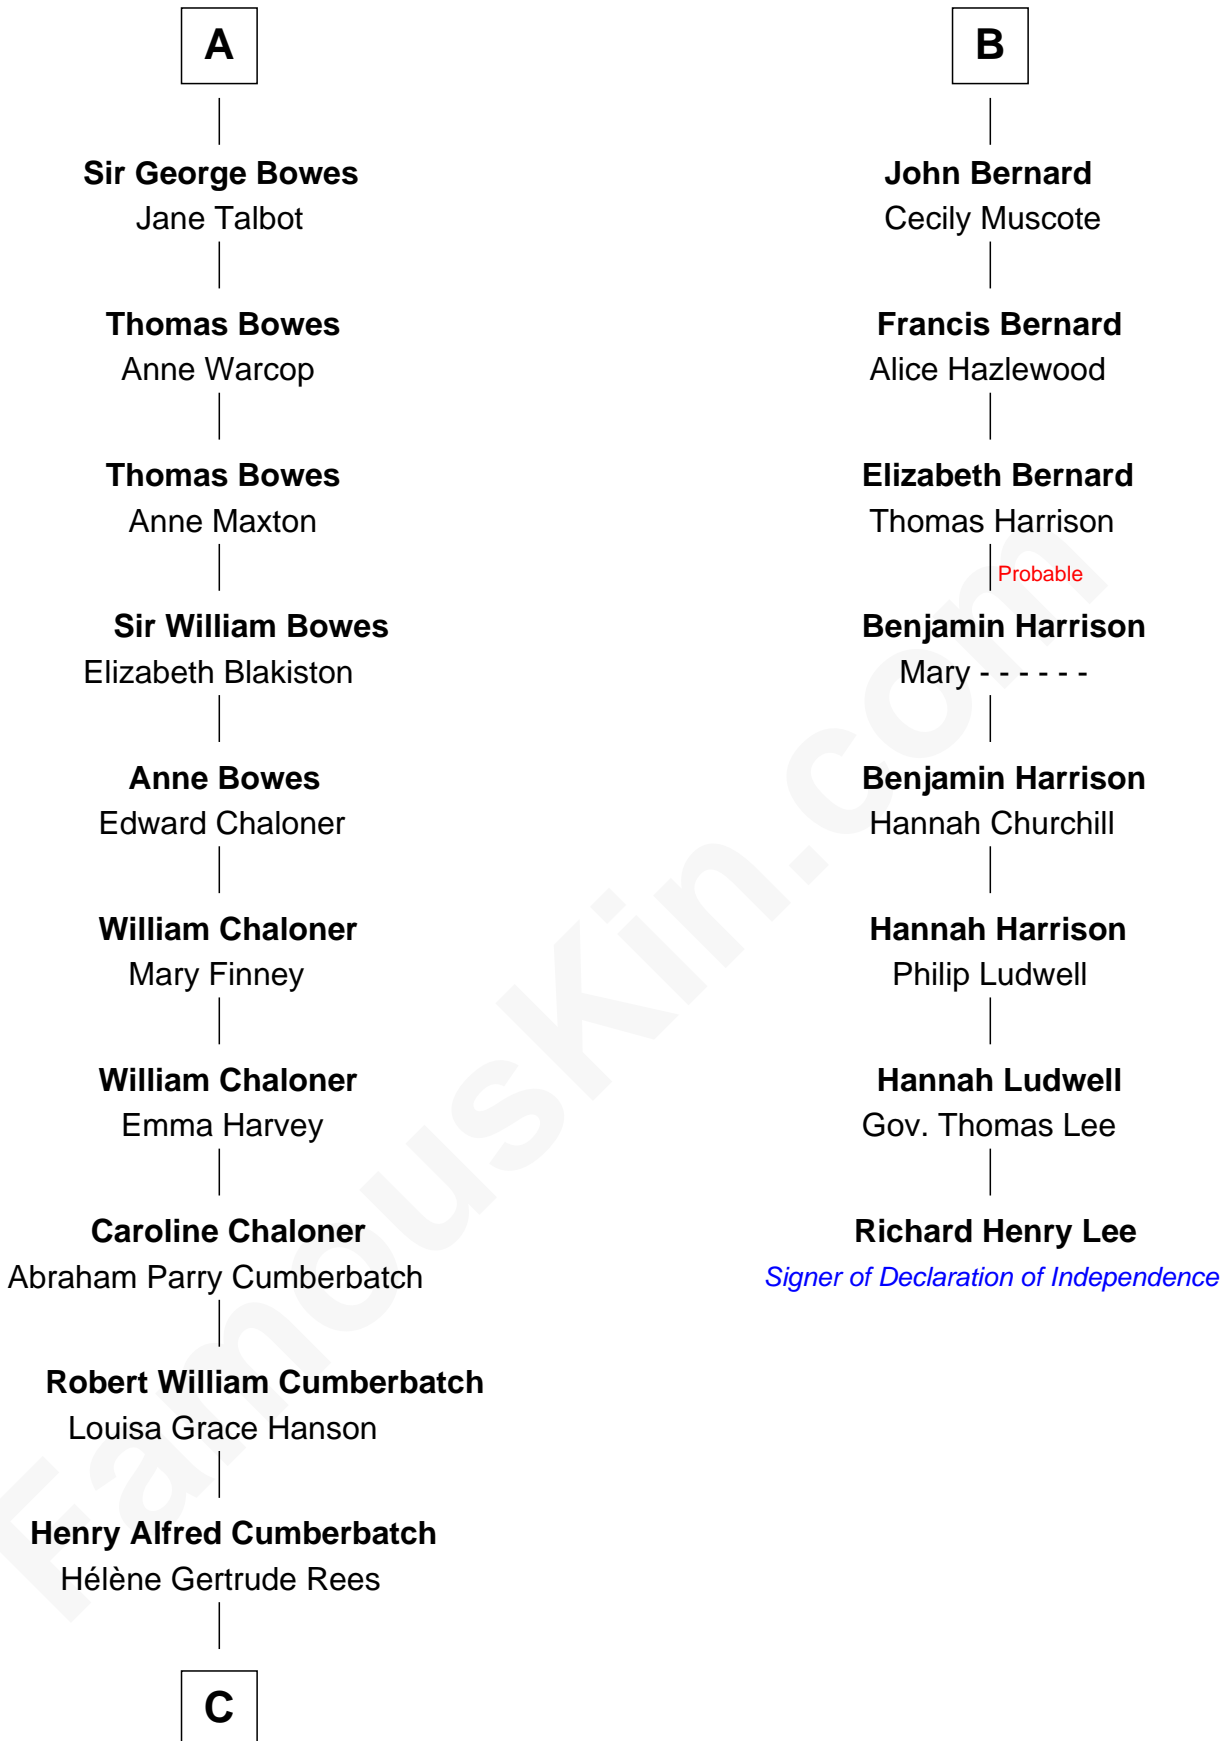 A
Sir George Bowes
Jane Talbot
Thomas Bowes
Anne Warcop
Thomas Bowes
Anne Maxton
Sir William Bowes
Elizabeth Blakiston
Anne Bowes
Edward Chaloner
William Chaloner
Mary Finney
William Chaloner
Emma Harvey
Caroline Chaloner
Abraham Parry Cumberbatch
Robert William Cumberbatch
Louisa Grace Hanson
Henry Alfred Cumberbatch
Hélène Gertrude Rees
C
B
John Bernard
Cecily Muscote
Francis Bernard
Alice Hazlewood
Elizabeth Bernard
Thomas Harrison
Probable
Benjamin Harrison
Mary - - - - - -
Benjamin Harrison
Hannah Churchill
Hannah Harrison
Philip Ludwell
Hannah Ludwell
Gov. Thomas Lee
Richard Henry Lee
Signer of Declaration of Independence
FamousKin.com